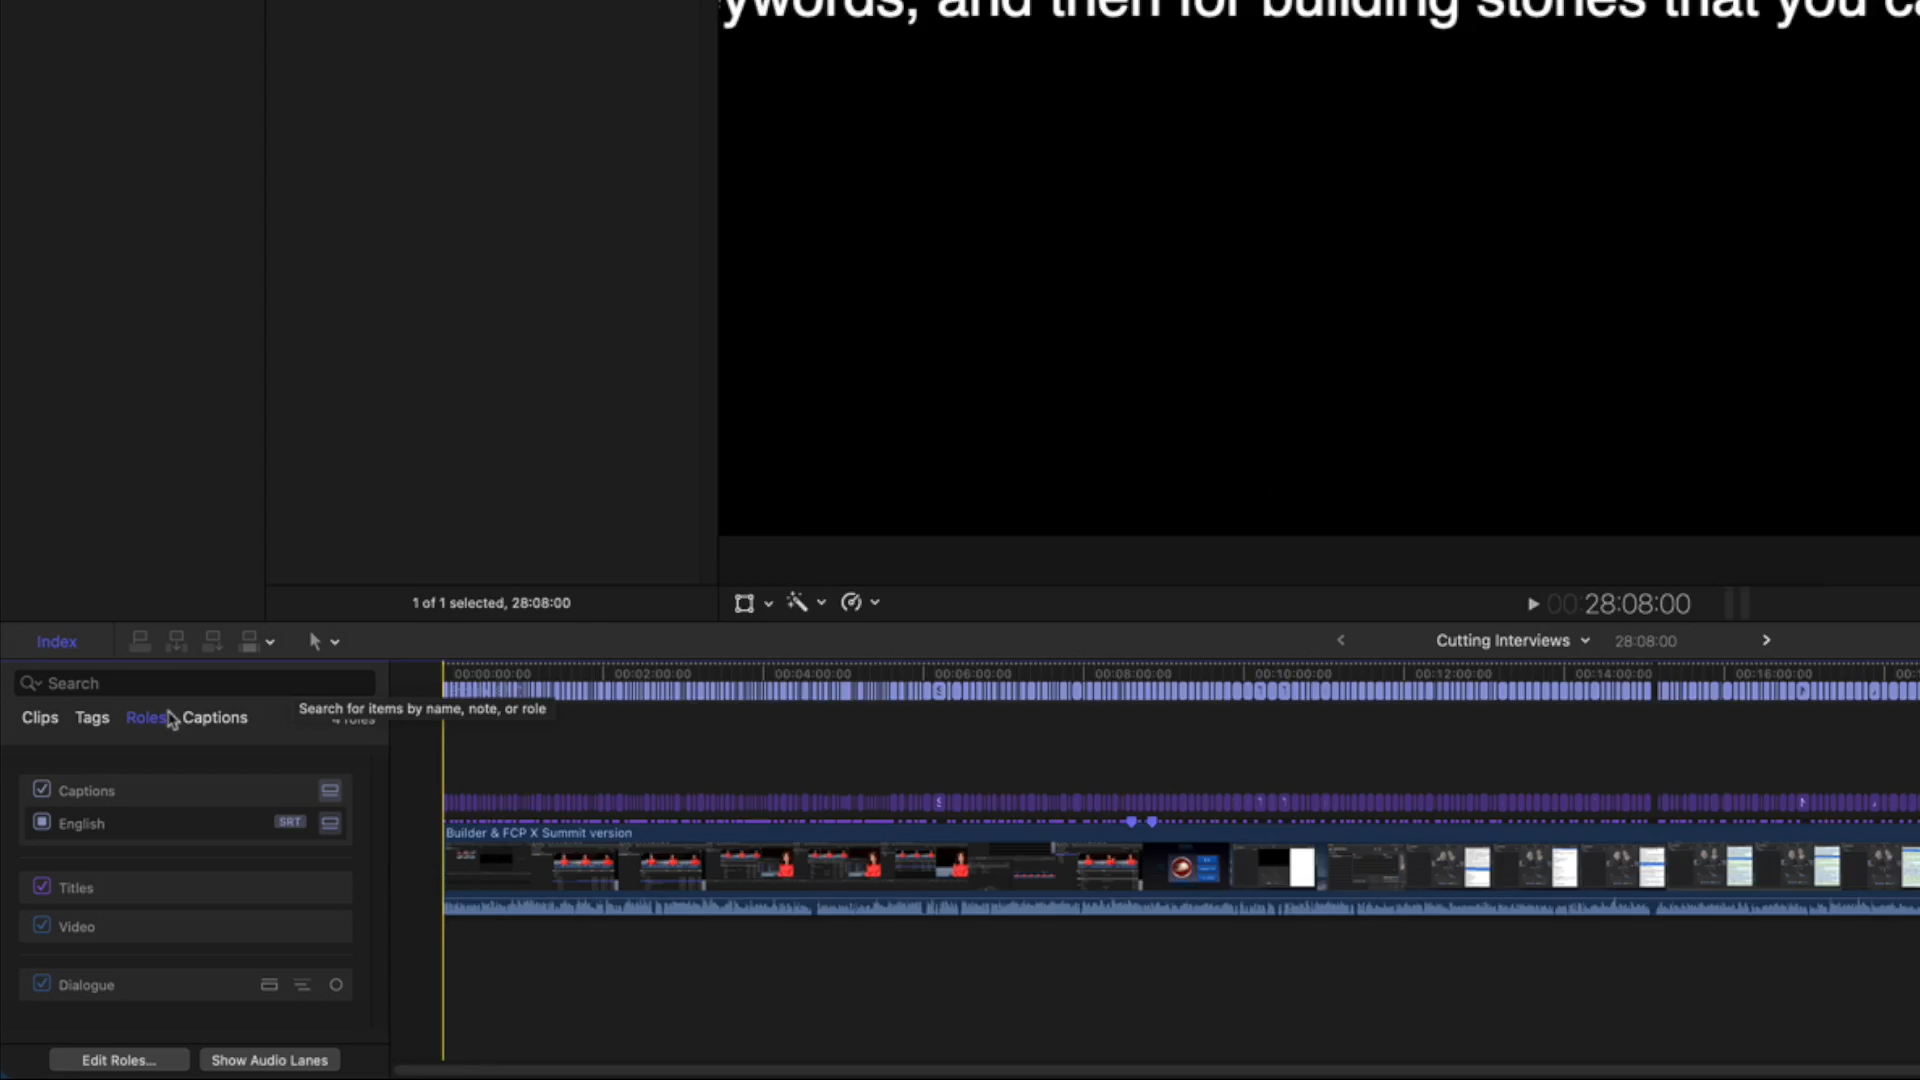 ywords, and then for building stories that you ca
1 of 1 selected, 28:08:00
00:28:08:00
Index
Cutting Interviews
28:08:00
Search
00:00:00:00
00:02:00:00
00:04:00:00
00:06:00:00
00:08:00:00
00:10:00:00
00:12:00:00
00:14:00:00
00:16:00:00
00:1
Search for items by name, note, or role
Clips
Tags
Roles
Captions
4 roles
Captions
English
SRT
Builder & FCP X Summit version
Titles
Video
Dialogue
Edit Roles...
Show Audio Lanes